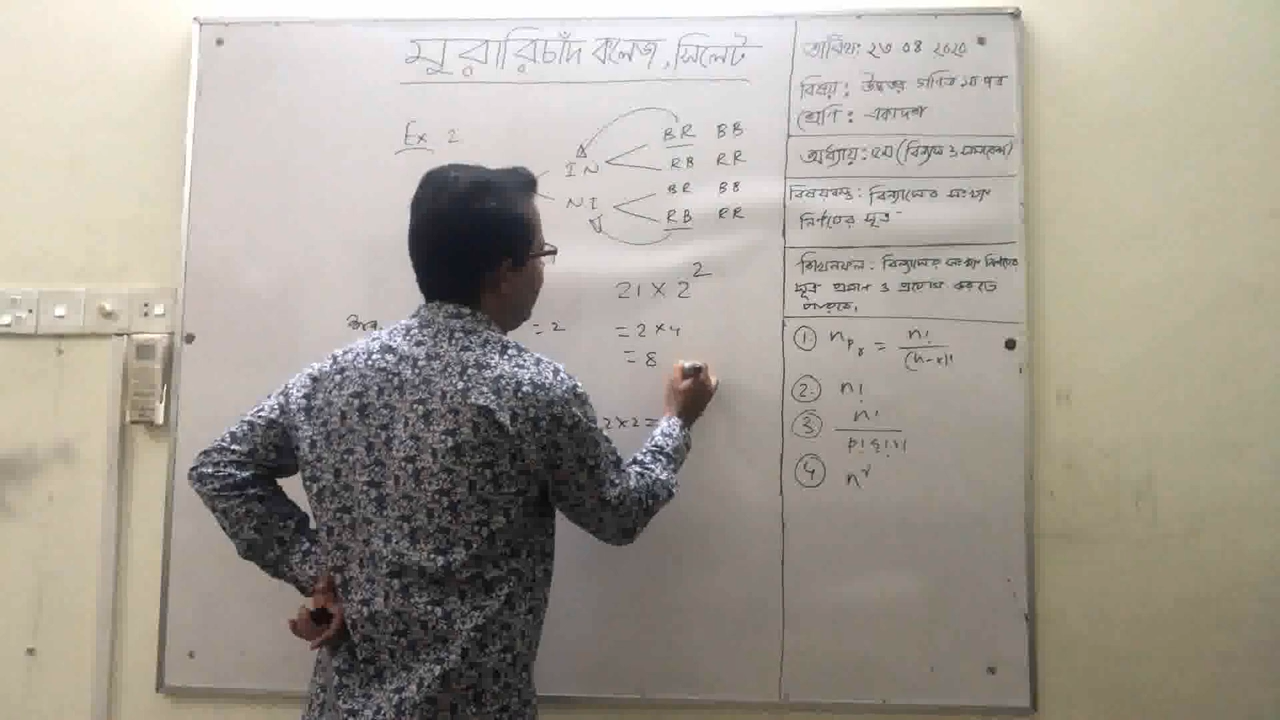 মুরারিচাঁদ কলেজ, সিলেট
Ex 2
IN
BR BB
RB RR
NI
BR BB
RB RR
2! × 2²
= 2
= 2 × 4
= 8
2×2=
তারিখ: ২৩ ০৪ ২০২০
বিষয়: উচ্চতর গণিত ১ম পত্র
শ্রেণি: একাদশ
অধ্যায়: ৫ম (বিন্যাস ও সমাবেশ)
বিষয়বস্তু: বিন্যাসের সংখ্যা
নির্ণয়ের সূত্র
শিখনফল: বিন্যাসের সংখ্যা নির্ণয়ের
সূত্র প্রমাণ ও প্রয়োগ করতে
পারবে।
① nPr = n!/(n-r)!
② n!
③ n!/p!q!r!
④ nʳ